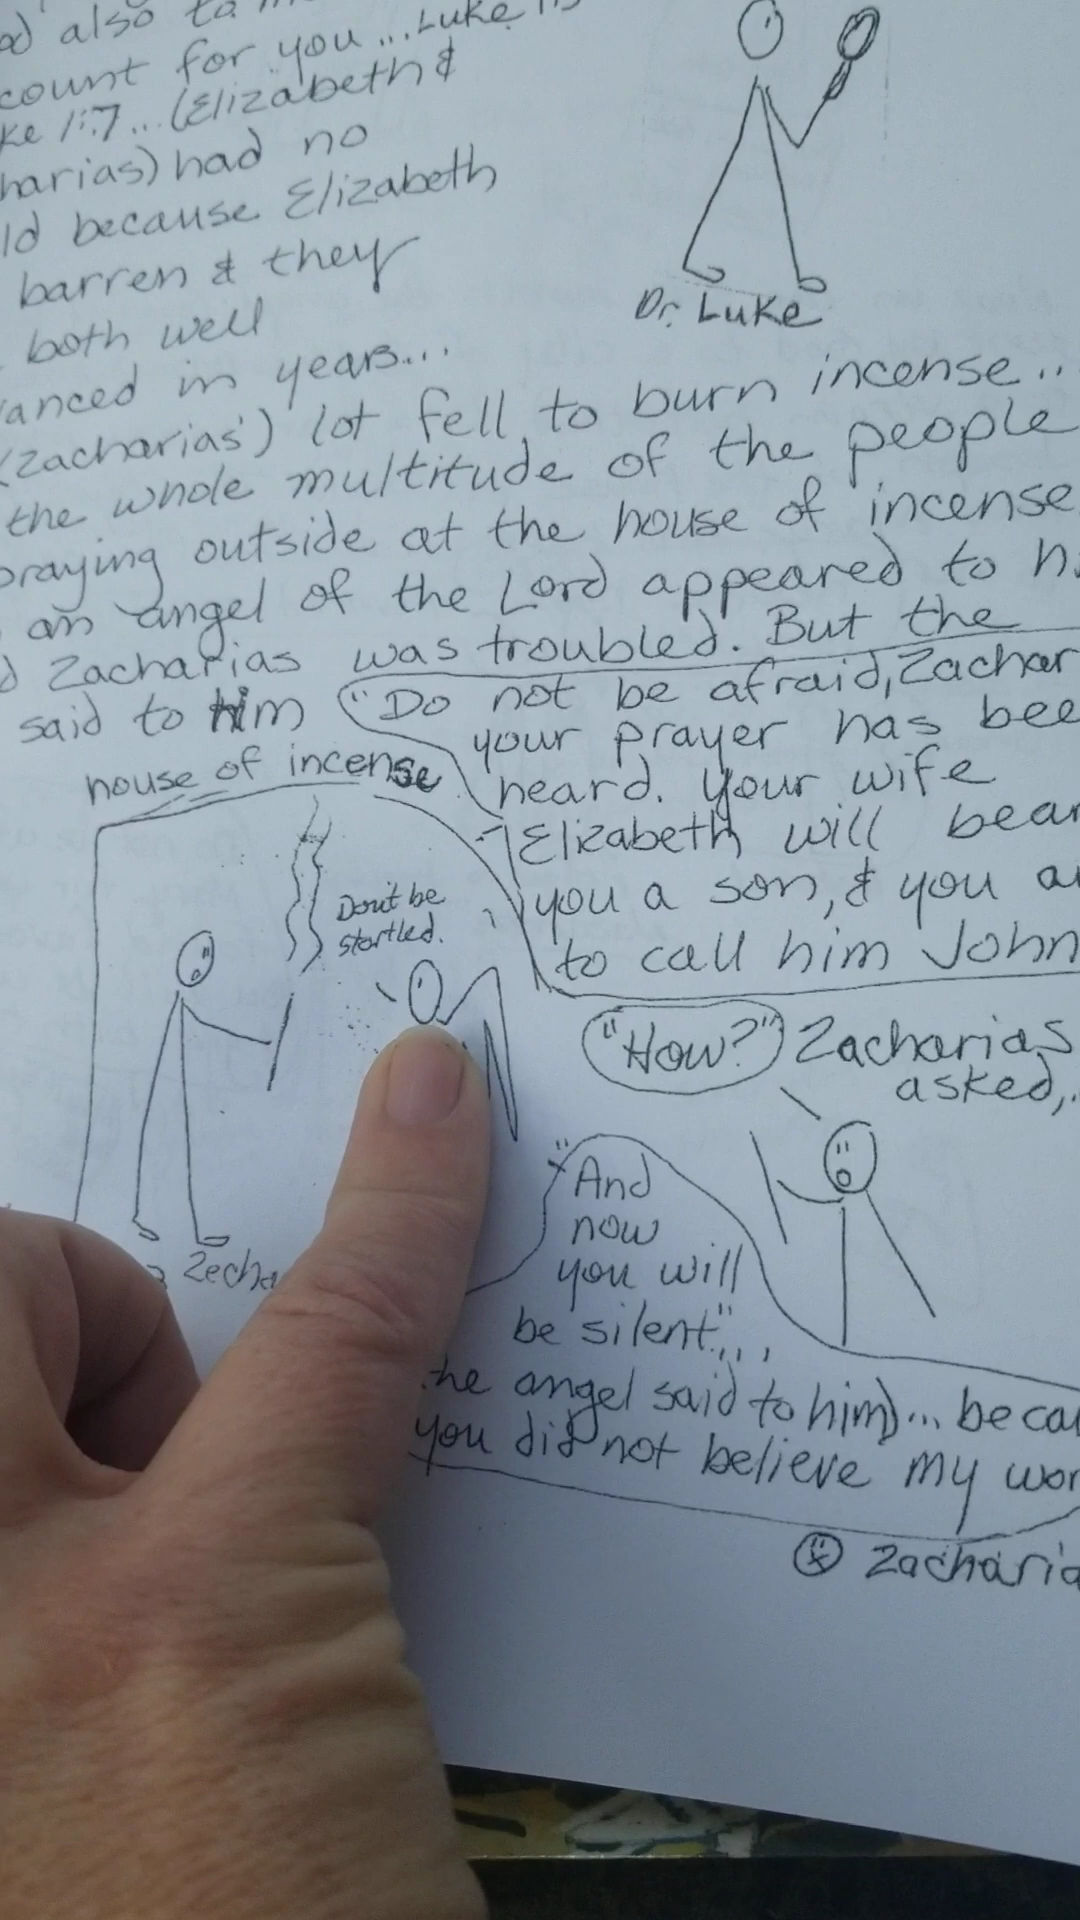 also to
count for you...Luke 1:3
ke 1:7... (Elizabeth &
harias) had no
ld because Elizabeth
barren & they
both well
anced in years....
Dr. Luke
(Zacharias') lot fell to burn incense...
the whole multitude of the people
praying outside at the house of incense
an angel of the Lord appeared to h
d Zacharias was troubled. But the
said to him "Do not be afraid, Zachar
your prayer has bee
heard. Your wife
Elizabeth will bear
you a son, & you a
to call him John
house of incense
Don't be
startled.
"How?" Zacharias
asked,..
Zecha
"And
now
you will
be silent"...
he angel said to him)... beca
you did not believe my wor
Zacharia